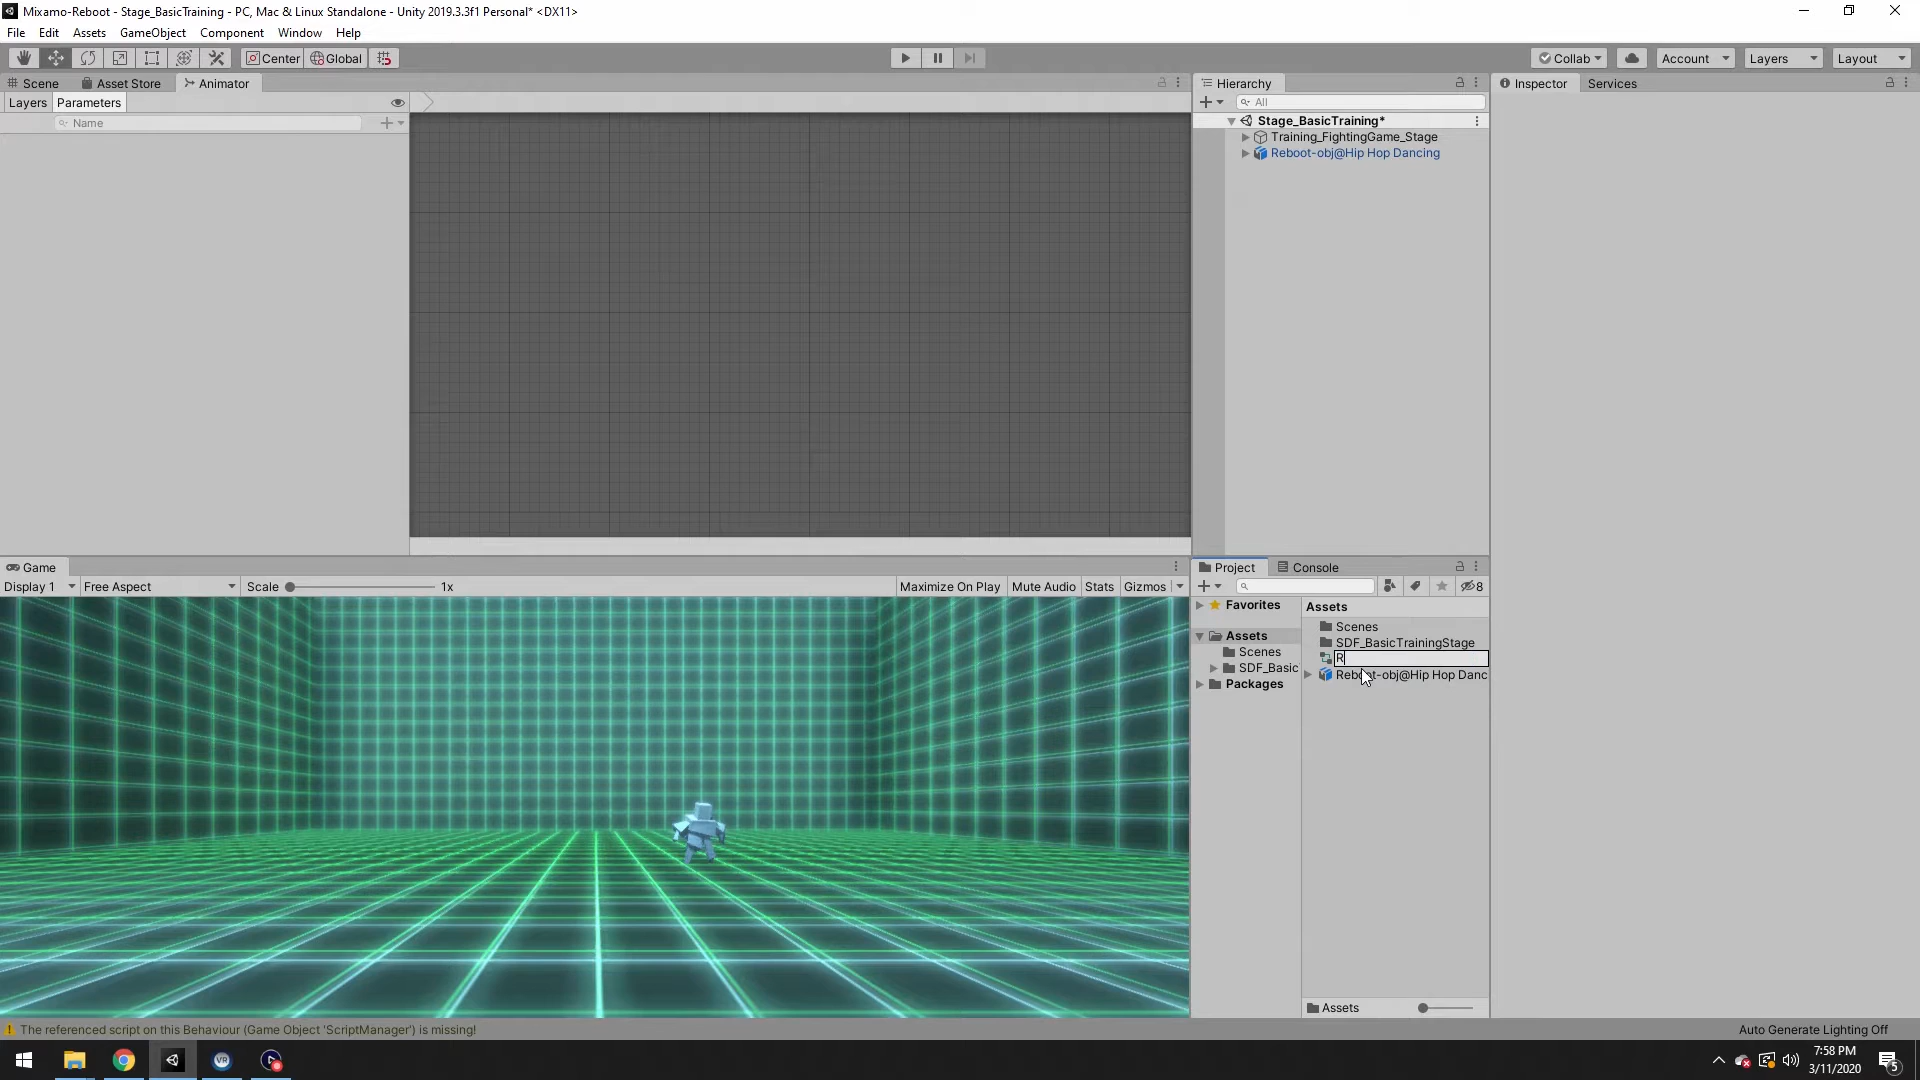 Mixamo-Reboot - Stage_BasicTraining - PC, Mac & Linux Standalone - Unity 2019.3.3f1 Personal* <DX11>
File Edit Assets GameObject Component Window Help
Center Global Collab Account Layers Layout
Scene Asset Store Animator
Layers Parameters
Name
Hierarchy
All
Stage_BasicTraining*
Training_FightingGame_Stage
Reboot-obj@Hip Hop Dancing
Inspector Services
Game
Display 1 Free Aspect Scale 1x Maximize On Play Mute Audio Stats Gizmos
Project Console
8
Favorites
Assets
Scenes
SDF_Basic
Packages
Assets
Scenes
SDF_BasicTrainingStage
R
Reboot-obj@Hip Hop Danc
Assets
The referenced script on this Behaviour (Game Object 'ScriptManager') is missing!
Auto Generate Lighting Off
VR
7:58 PM
3/11/2020
5